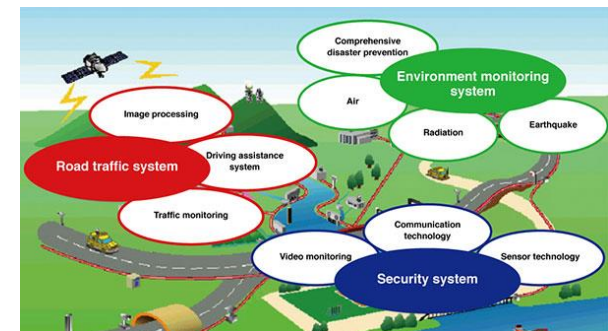 Comprehensive
disaster prevention
Environment monitoring
system
Air
Image processing
Radiation
Earthquake
Road traffic system
Driving assistance
system
Traffic monitoring
Communication
technology
Video monitoring
Sensor technology
Security system